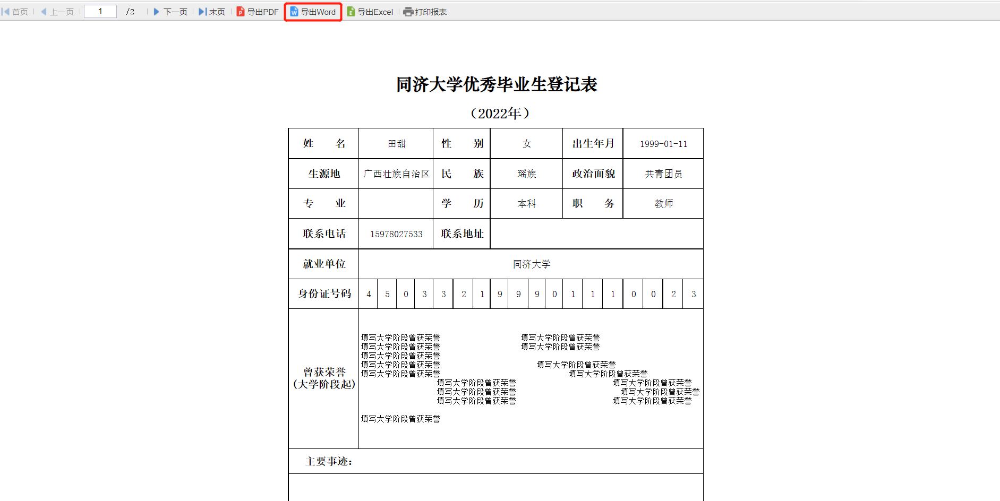 首页 上一页 1 /2 下一页 末页 导出PDF 导出Word 导出Excel 打印报表
同济大学优秀毕业生登记表
（2022年）
姓 名 田甜 性 别 女 出生年月 1999-01-11
生源地 广西壮族自治区 民 族 瑶族 政治面貌 共青团员
专 业 学 历 本科 职 务 教师
联系电话 15978027533 联系地址
就业单位 同济大学
身份证号码 4 5 0 3 3 2 1 9 9 9 0 1 1 1 0 0 2 3
曾获荣誉
(大学阶段起)
填写大学阶段曾获荣誉 填写大学阶段曾获荣誉
填写大学阶段曾获荣誉 填写大学阶段曾获荣誉
填写大学阶段曾获荣誉
填写大学阶段曾获荣誉 填写大学阶段曾获荣誉
填写大学阶段曾获荣誉 填写大学阶段曾获荣誉
填写大学阶段曾获荣誉 填写大学阶段曾获荣誉
填写大学阶段曾获荣誉 填写大学阶段曾获荣誉
填写大学阶段曾获荣誉 填写大学阶段曾获荣誉
填写大学阶段曾获荣誉
主要事迹：